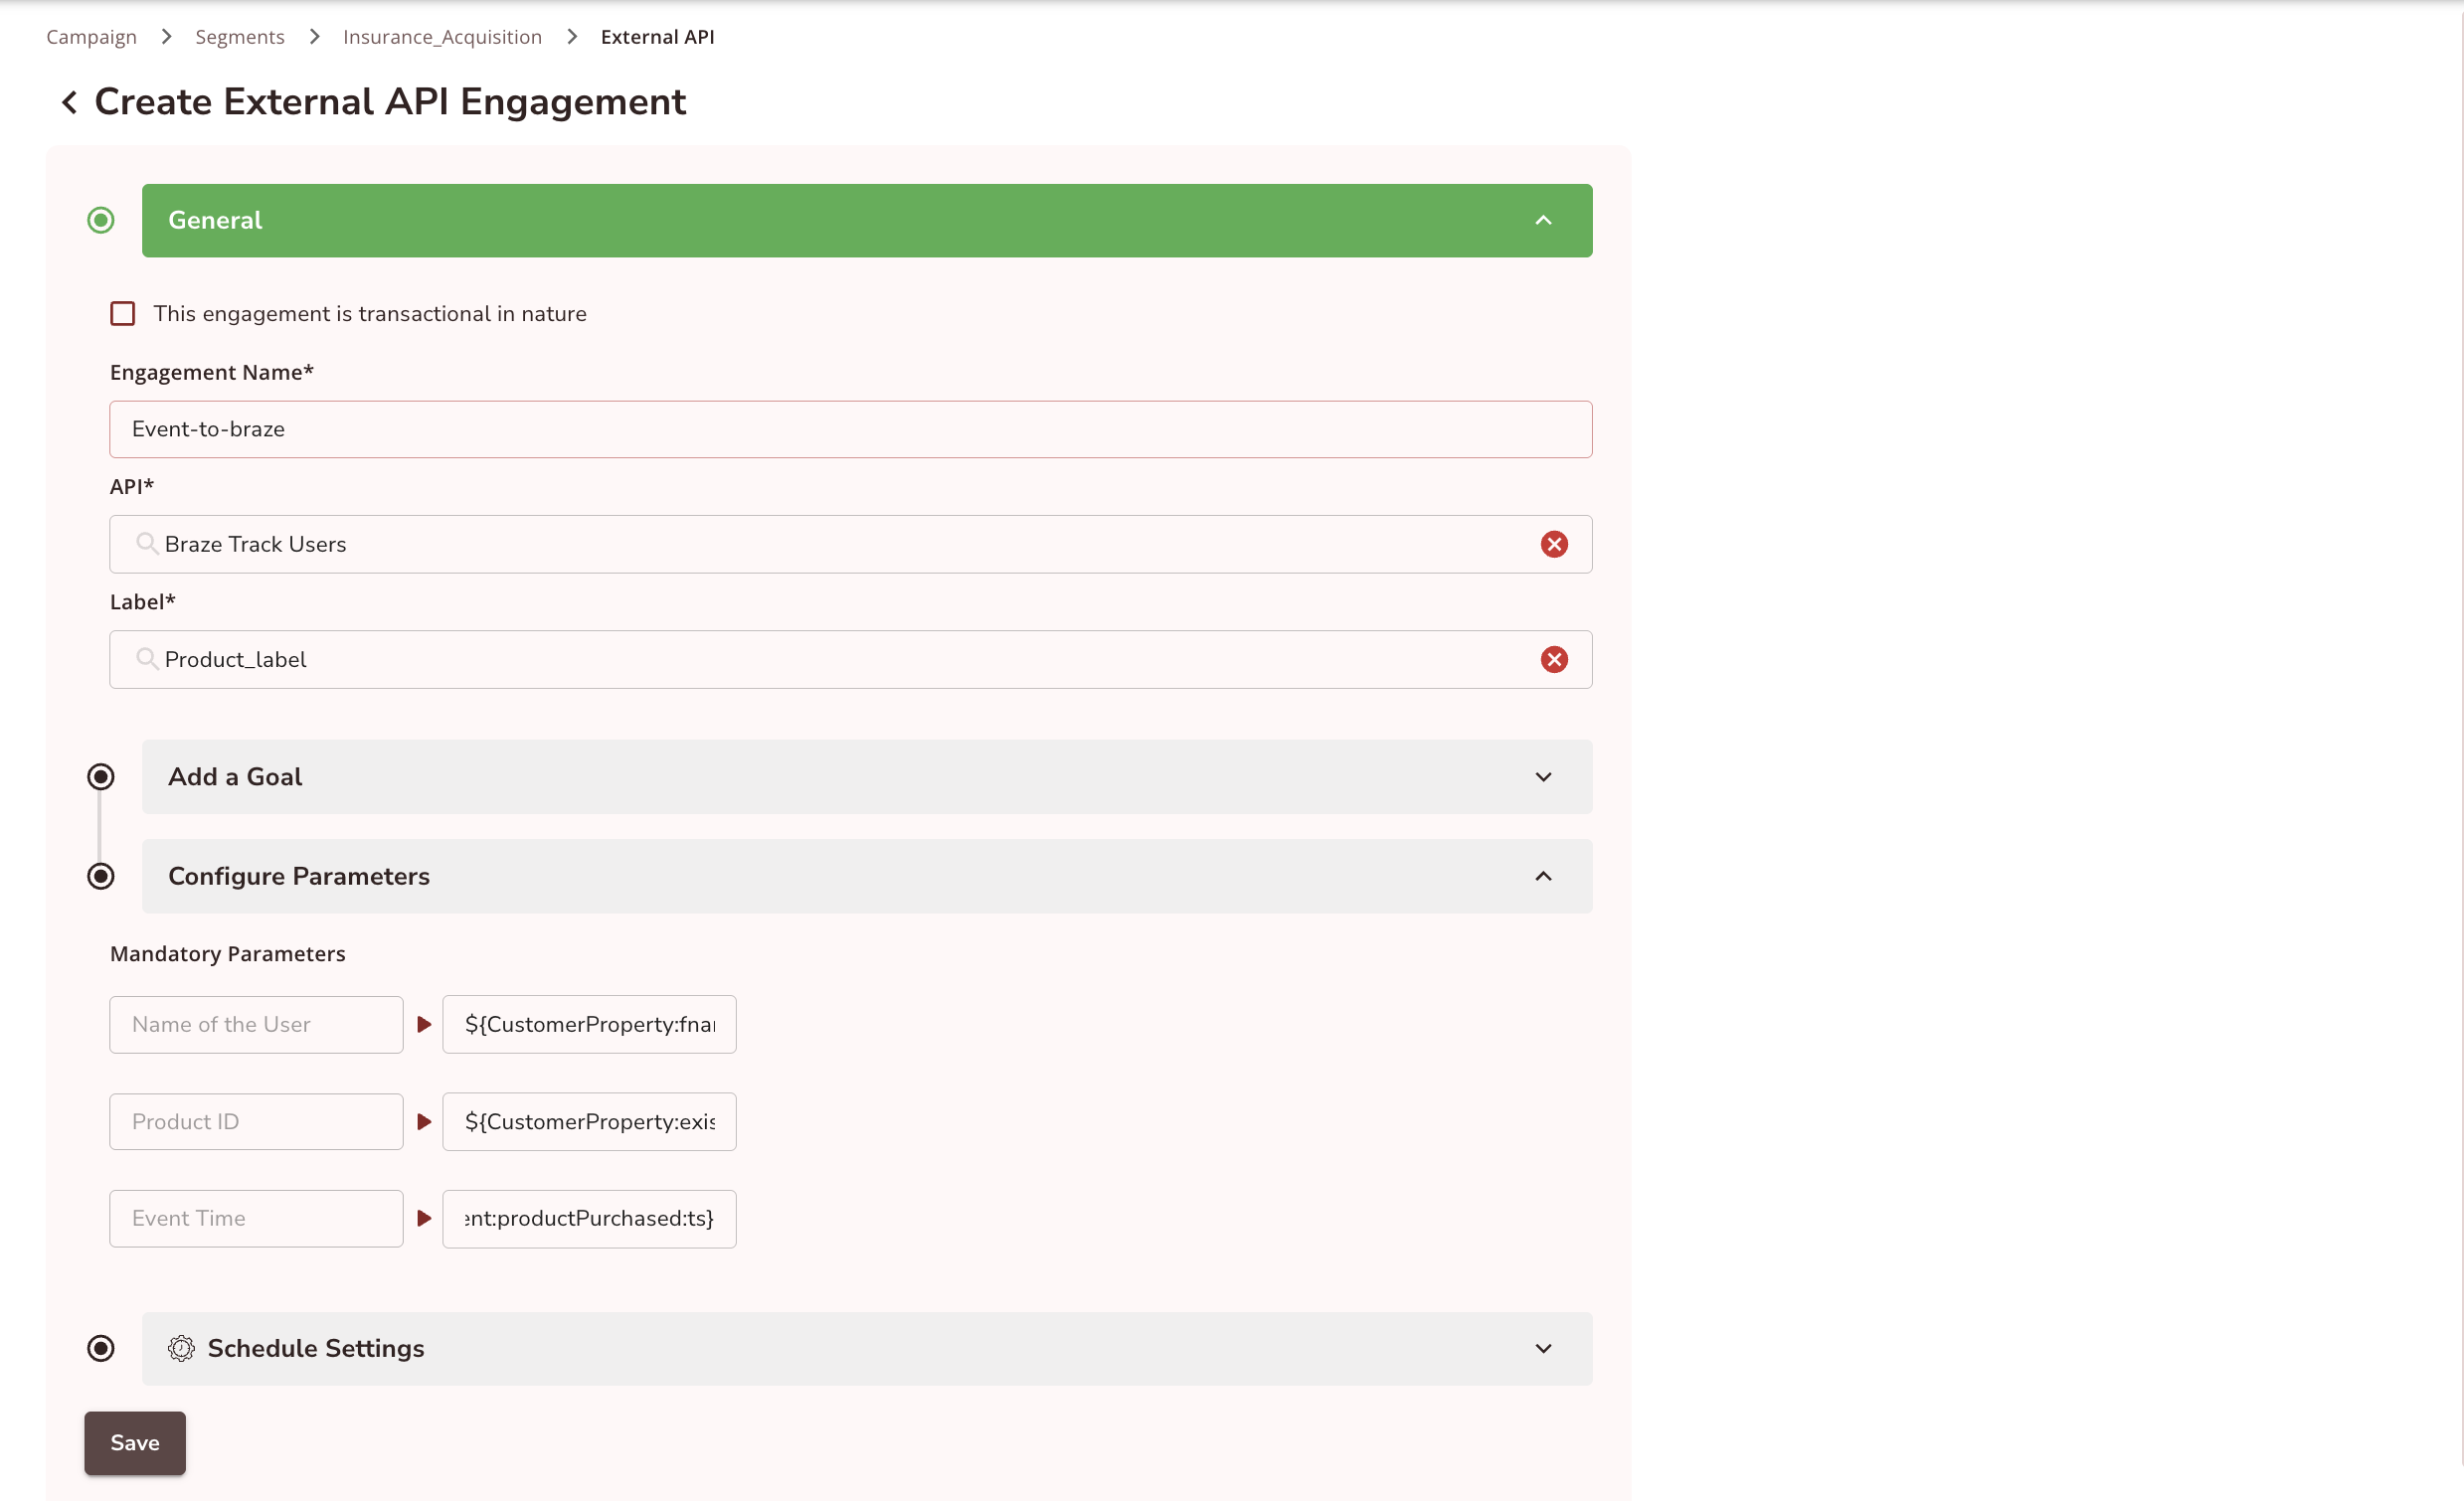 Campaign > Segments > Insurance_Acquisition > External API
Create External API Engagement
General
This engagement is transactional in nature
Engagement Name*
Event-to-braze
API*
Braze Track Users
Label*
Product_label
Add a Goal
Configure Parameters
Mandatory Parameters
Name of the User ${CustomerProperty:fna
Product ID ${CustomerProperty:exis
Event Time ent:productPurchased:ts}
Schedule Settings
Save